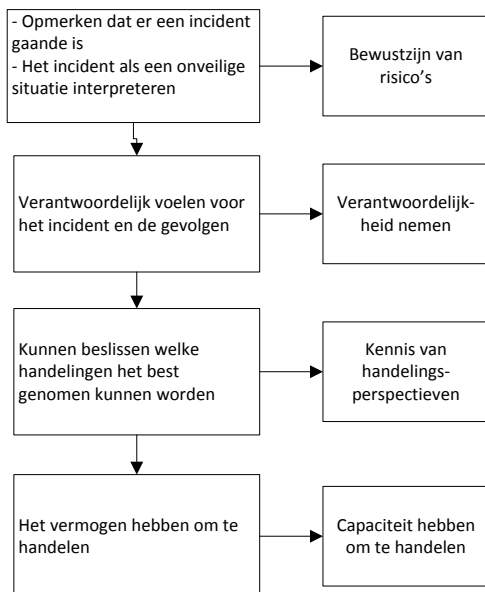 - Opmerken dat er een incident
gaande is
- Het incident als een onveilige
situatie interpreteren
Bewustzijn van
risico's
Verantwoordelijk voelen voor
het incident en de gevolgen
Verantwoordelijk-
heid nemen
Kunnen beslissen welke
handelingen het best
genomen kunnen worden
Kennis van
handelings-
perspectieven
Het vermogen hebben om te
handelen
Capaciteit hebben
om te handelen